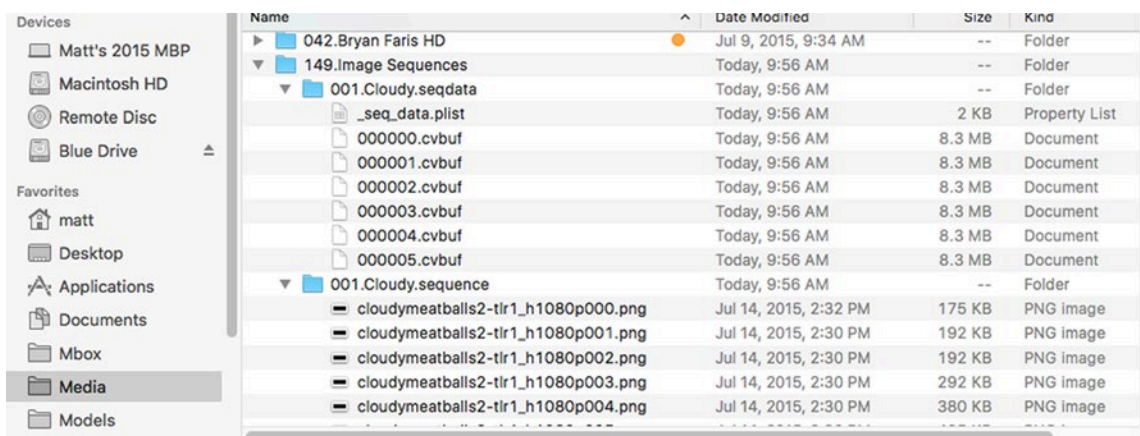 Devices
Matt's 2015 MBP
Macintosh HD
Remote Disc
Blue Drive
Favorites
matt
Desktop
Applications
Documents
Mbox
Media
Models
Name Date Modified Size Kind
042.Bryan Faris HD Jul 9, 2015, 9:34 AM -- Folder
149.Image Sequences Today, 9:56 AM -- Folder
001.Cloudy.seqdata Today, 9:56 AM -- Folder
_seq_data.plist Today, 9:56 AM 2 KB Property List
000000.cvbuf Today, 9:56 AM 8.3 MB Document
000001.cvbuf Today, 9:56 AM 8.3 MB Document
000002.cvbuf Today, 9:56 AM 8.3 MB Document
000003.cvbuf Today, 9:56 AM 8.3 MB Document
000004.cvbuf Today, 9:56 AM 8.3 MB Document
000005.cvbuf Today, 9:56 AM 8.3 MB Document
001.Cloudy.sequence Today, 9:56 AM -- Folder
cloudymeatballs2-tlr1_h1080p000.png Jul 14, 2015, 2:32 PM 175 KB PNG image
cloudymeatballs2-tlr1_h1080p001.png Jul 14, 2015, 2:30 PM 192 KB PNG image
cloudymeatballs2-tlr1_h1080p002.png Jul 14, 2015, 2:30 PM 192 KB PNG image
cloudymeatballs2-tlr1_h1080p003.png Jul 14, 2015, 2:30 PM 292 KB PNG image
cloudymeatballs2-tlr1_h1080p004.png Jul 14, 2015, 2:30 PM 380 KB PNG image